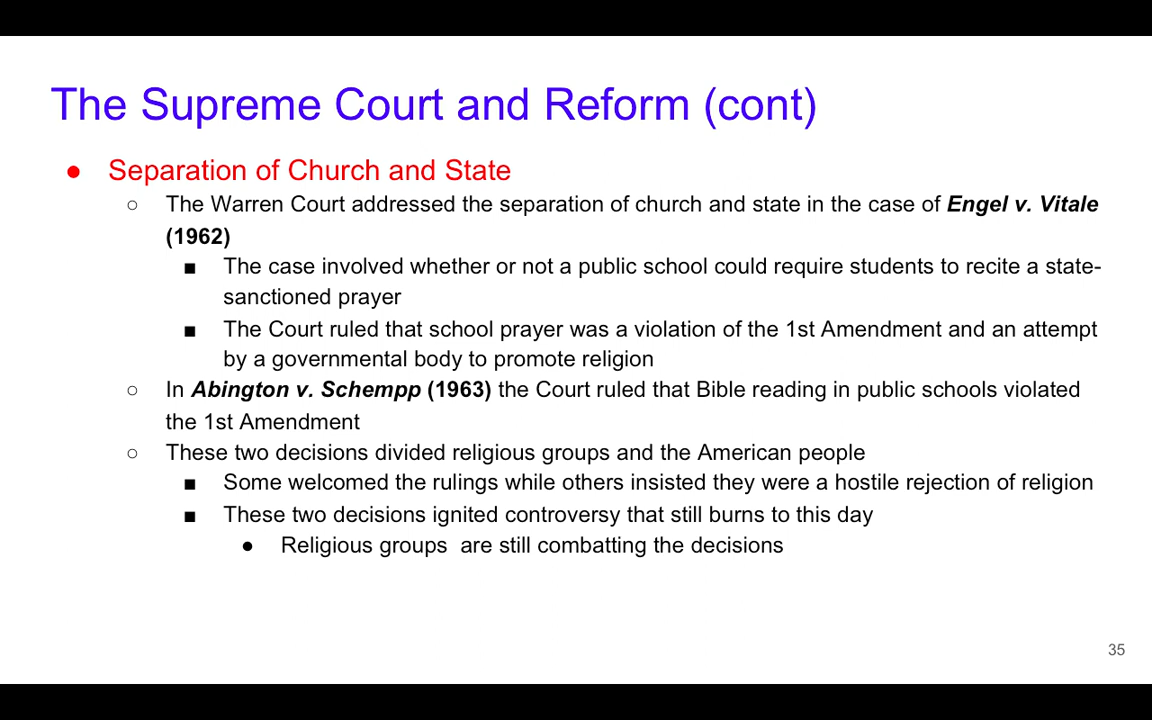 The Supreme Court and Reform (cont)
● Separation of Church and State
○ The Warren Court addressed the separation of church and state in the case of Engel v. Vitale
(1962)
■ The case involved whether or not a public school could require students to recite a state-
sanctioned prayer
■ The Court ruled that school prayer was a violation of the 1st Amendment and an attempt
by a governmental body to promote religion
○ In Abington v. Schempp (1963) the Court ruled that Bible reading in public schools violated
the 1st Amendment
○ These two decisions divided religious groups and the American people
■ Some welcomed the rulings while others insisted they were a hostile rejection of religion
■ These two decisions ignited controversy that still burns to this day
● Religious groups  are still combatting the decisions
35